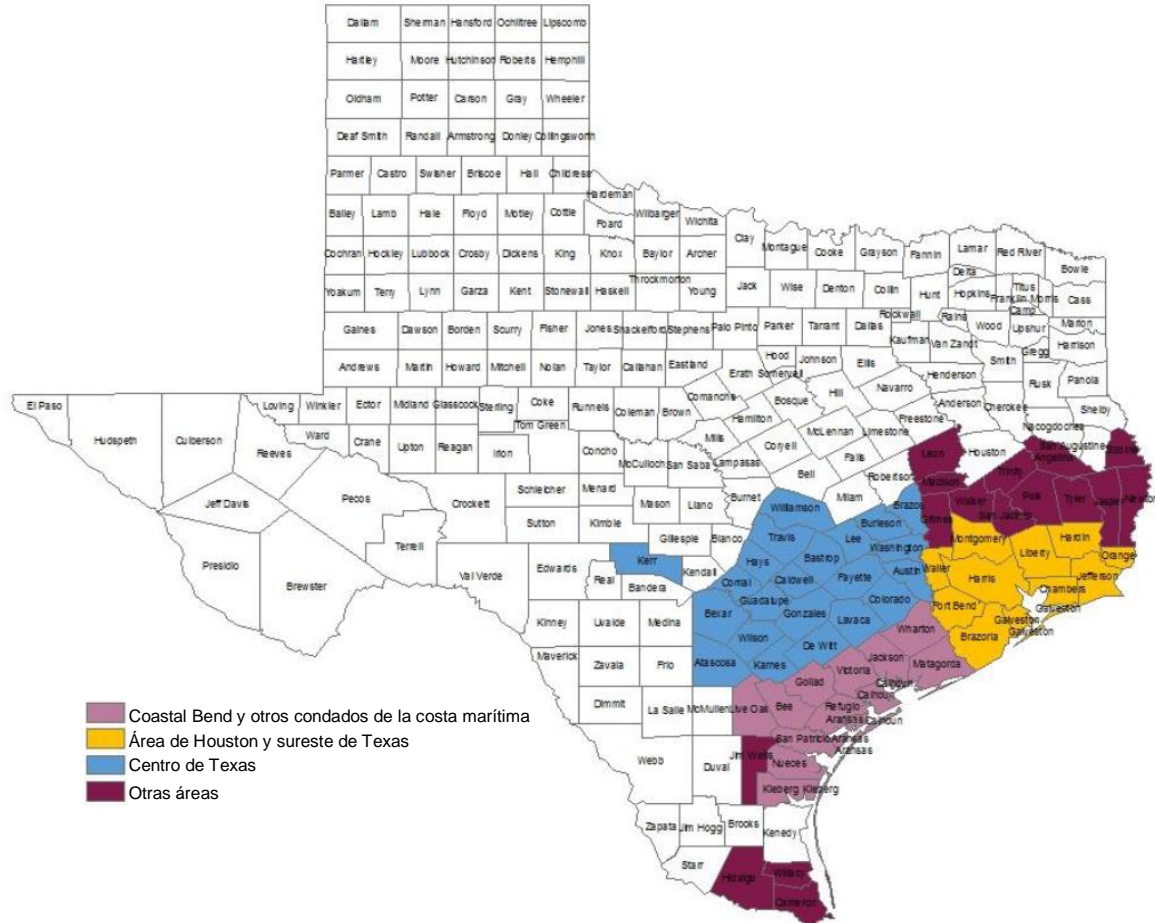 Dallam Sherman Hansford Ochiltree Lipscomb
Hartley Moore Hutchinson Roberts Hemphill
Oldham Potter Carson Gray Wheeler
Deaf Smith Randall Armstrong Donley Collingsworth
Parmer Castro Swisher Briscoe Hall Childress
Hardeman
Bailey Lamb Hale Floyd Motley Cottle Foard Wilbarger Wichita
Clay Montague Cooke Grayson Fannin Lamar Red River Bowie
Cochran Hockley Lubbock Crosby Dickens King Knox Baylor Archer
Delta Titus
Yoakum Terry Lynn Garza Kent Stonewall Haskell Throckmorton Young Jack Wise Denton Collin Hunt Hopkins Franklin Morris Cass
Rockwall Rains Camp
Gaines Dawson Borden Scurry Fisher Jones Shackelford Stephens Palo Pinto Parker Tarrant Dallas Kaufman Van Zandt Wood Upshur Marion
Gregg Harrison
Andrews Martin Howard Mitchell Nolan Taylor Callahan Eastland Erath Hood Somervell Johnson Ellis Henderson Smith Rusk Panola
El Paso Hudspeth Culberson Loving Winkler Ector Midland Glasscock Sterling Coke Runnels Coleman Brown Comanche Bosque Hill Navarro Anderson Cherokee Shelby
Reeves Ward Crane Upton Reagan Irion Tom Green Concho McCulloch San Saba Mills Hamilton Coryell McLennan Limestone Freestone Nacogdoches
Leon Houston Angelina San Augustine Sabine
Lampasas Bell Falls Robertson Madison Trinity
Jeff Davis Pecos Crockett Schleicher Menard Mason Llano Burnet Milam Walker Polk Tyler Jasper Newton
Williamson Brazos Grimes San Jacinto
Presidio Brewster Terrell Sutton Kimble Gillespie Blanco Travis Burleson Lee Washington Montgomery Liberty Hardin Orange
Val Verde Edwards Kerr Kendall Hays Bastrop Austin Waller Harris Jefferson
Real Bandera Comal Caldwell Fayette Chambers
Kinney Uvalde Medina Bexar Guadalupe Gonzales Colorado Fort Bend Galveston
Wilson Lavaca Wharton Brazoria Galveston Galveston
Maverick Zavala Frio Atascosa Karnes De Witt Jackson Matagorda
Goliad Victoria Calhoun
Dimmit La Salle McMullen Live Oak Bee Refugio Calhoun
Aransas Calhoun
San Patricio Aransas
Aransas
Webb Duval Jim Wells Nueces
Kleberg Kleberg
Zapata Jim Hogg Brooks Kenedy
Starr Hidalgo Willacy
Cameron
Coastal Bend y otros condados de la costa marítima
Área de Houston y sureste de Texas
Centro de Texas
Otras áreas